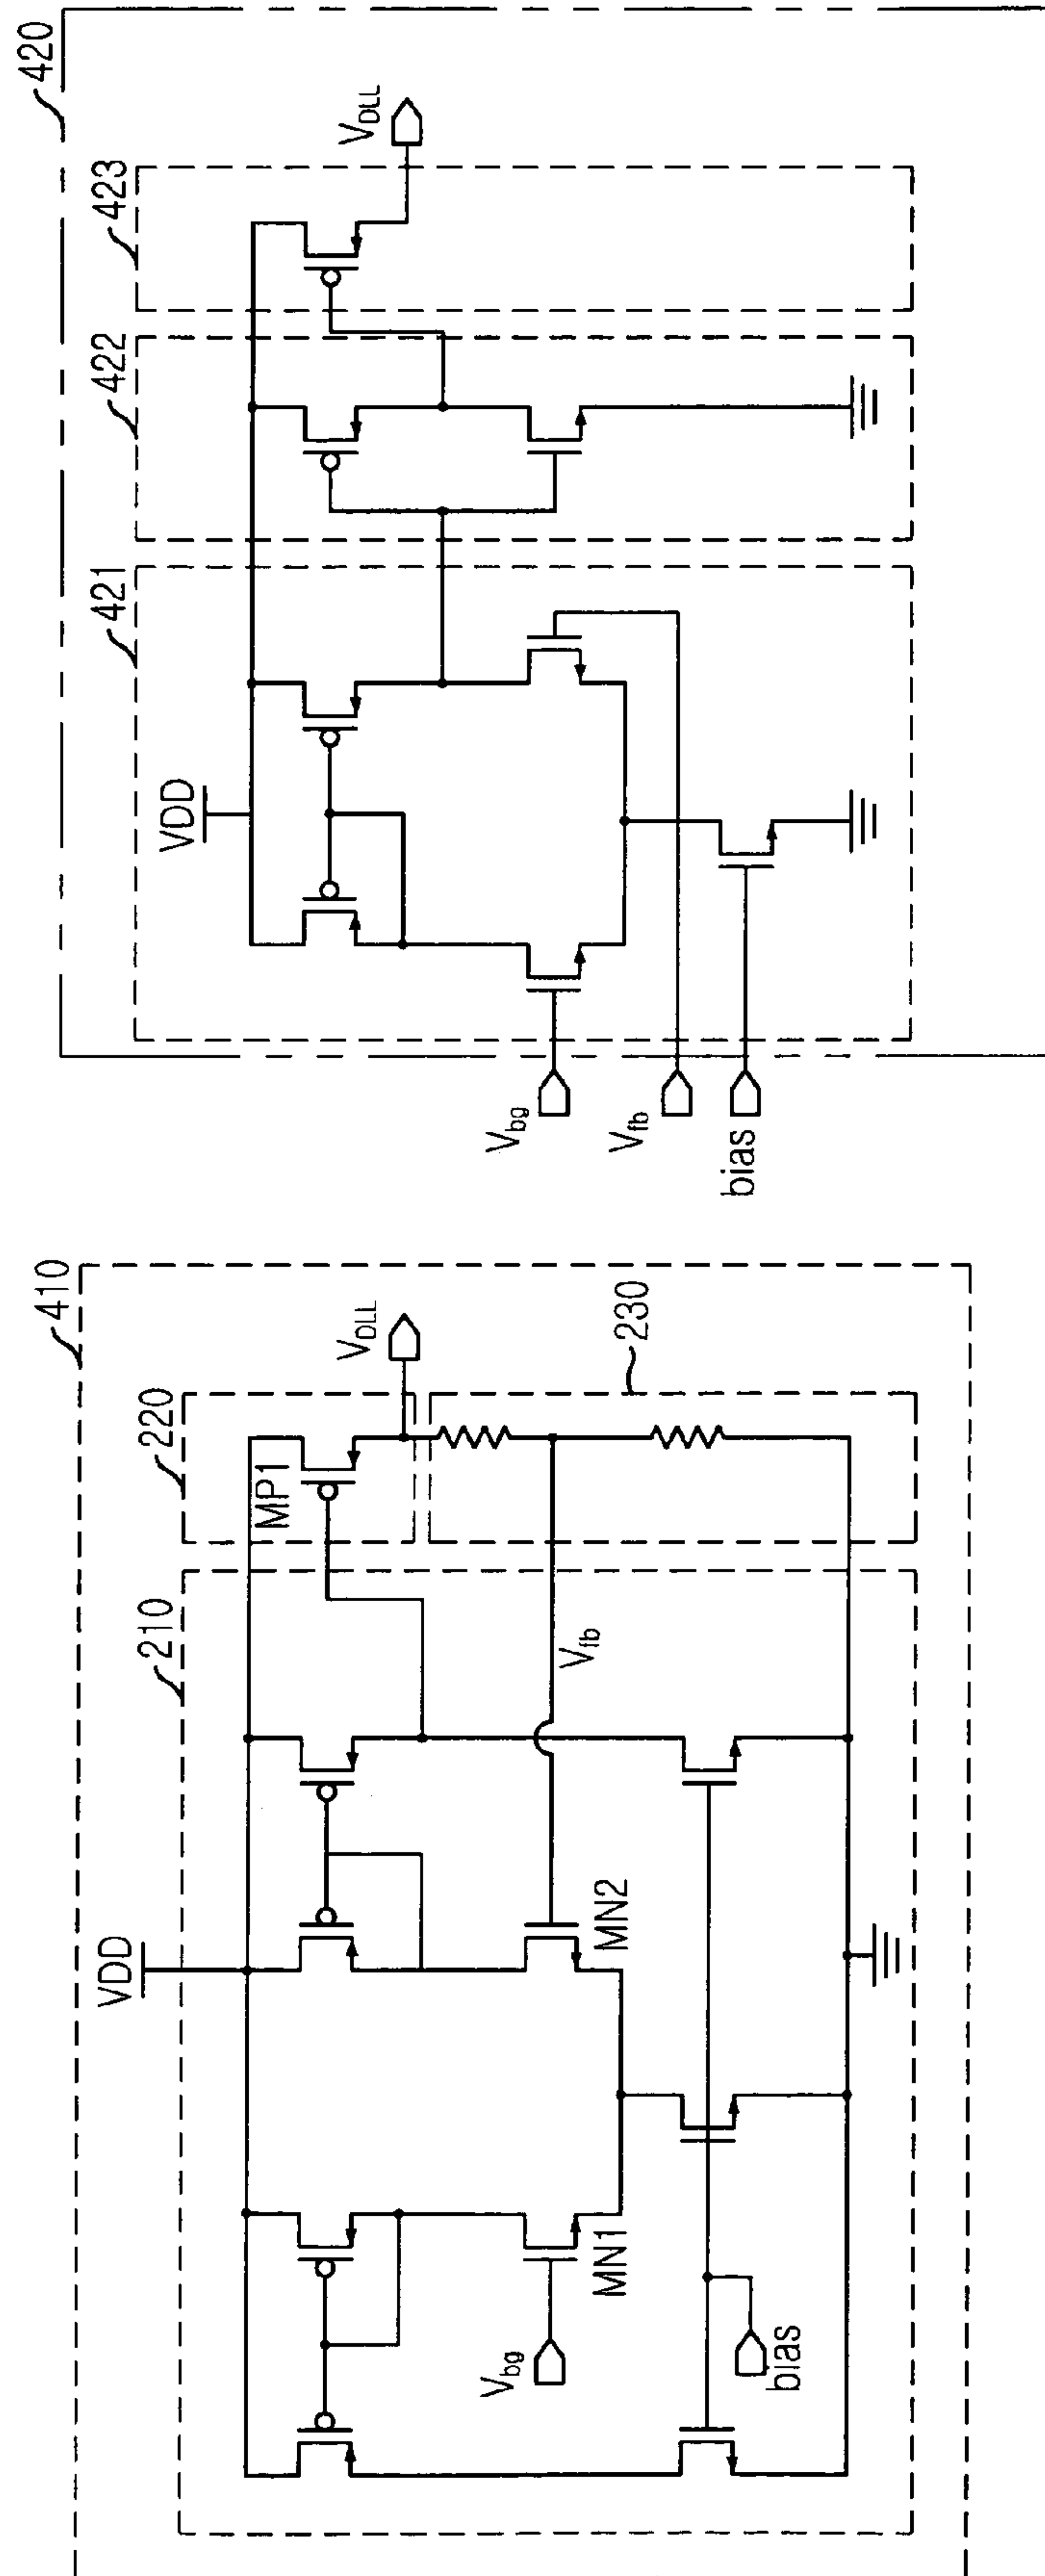 410
VDD
210
220
MP1
V_DLL
230
V_fb
MN1
MN2
V_bg
bias
420
VDD
421
422
423
V_DLL
V_bg
V_fb
bias